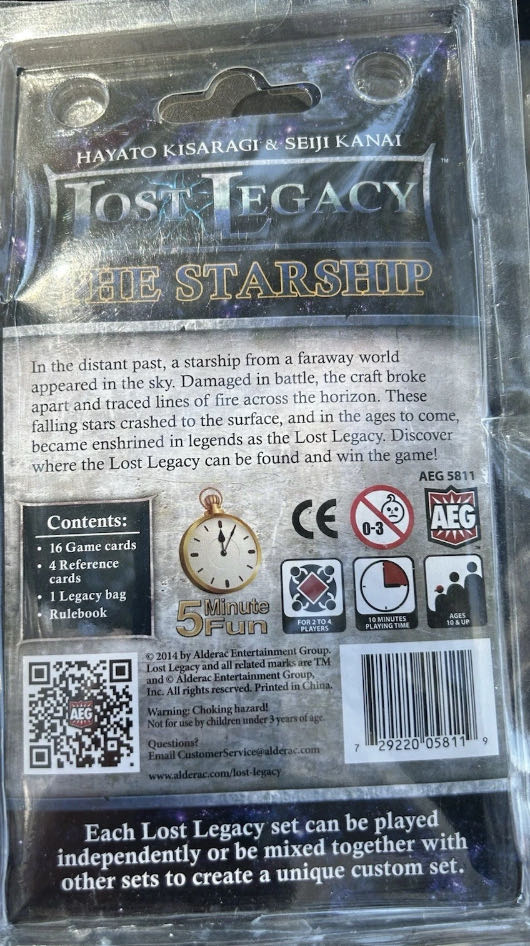 HAYATO KISARAGI & SEIJI KANAI
LOST LEGACY™
THE STARSHIP
In the distant past, a starship from a faraway world
appeared in the sky. Damaged in battle, the craft broke
apart and traced lines of fire across the horizon. These
falling stars crashed to the surface, and in the ages to come,
became enshrined in legends as the Lost Legacy. Discover
where the Lost Legacy can be found and win the game!
AEG 5811
Contents:
• 16 Game cards
• 4 Reference
cards
• 1 Legacy bag
• Rulebook
5 Minute
Fun
CE
0-3
AEG
FOR 2 TO 4
PLAYERS
10 MINUTES
PLAYING TIME
AGES
10 & UP
AEG
© 2014 by Alderac Entertainment Group.
Lost Legacy and all related marks are TM
and © Alderac Entertainment Group,
Inc. All rights reserved. Printed in China.
Warning: Choking hazard!
Not for use by children under 3 years of age.
Questions?
Email CustomerService@alderac.com
www.alderac.com/lost-legacy
7 29220 05811 9
Each Lost Legacy set can be played
independently or be mixed together with
other sets to create a unique custom set.